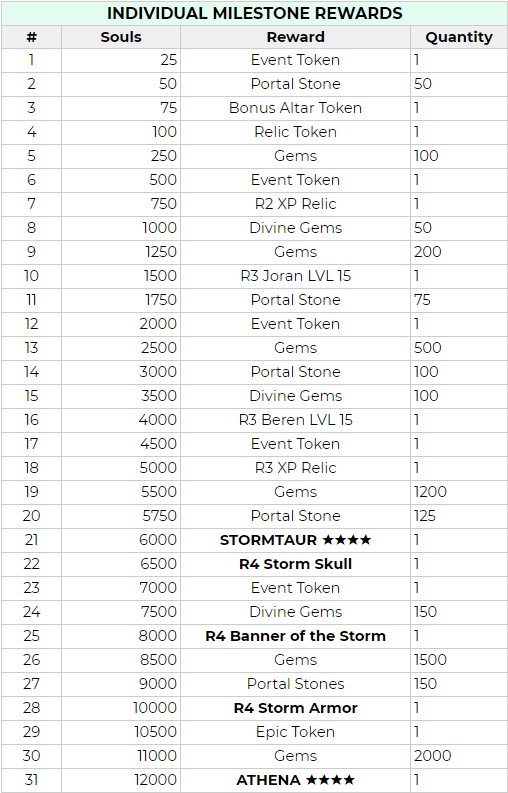 INDIVIDUAL MILESTONE REWARDS
# Souls Reward Quantity
1 25 Event Token 1
2 50 Portal Stone 50
3 75 Bonus Altar Token 1
4 100 Relic Token 1
5 250 Gems 100
6 500 Event Token 1
7 750 R2 XP Relic 1
8 1000 Divine Gems 50
9 1250 Gems 200
10 1500 R3 Joran LVL 15 1
11 1750 Portal Stone 75
12 2000 Event Token 1
13 2500 Gems 500
14 3000 Portal Stone 100
15 3500 Divine Gems 100
16 4000 R3 Beren LVL 15 1
17 4500 Event Token 1
18 5000 R3 XP Relic 1
19 5500 Gems 1200
20 5750 Portal Stone 125
21 6000 STORMTAUR ★★★★ 1
22 6500 R4 Storm Skull 1
23 7000 Event Token 1
24 7500 Divine Gems 150
25 8000 R4 Banner of the Storm 1
26 8500 Gems 1500
27 9000 Portal Stones 150
28 10000 R4 Storm Armor 1
29 10500 Epic Token 1
30 11000 Gems 2000
31 12000 ATHENA ★★★★ 1